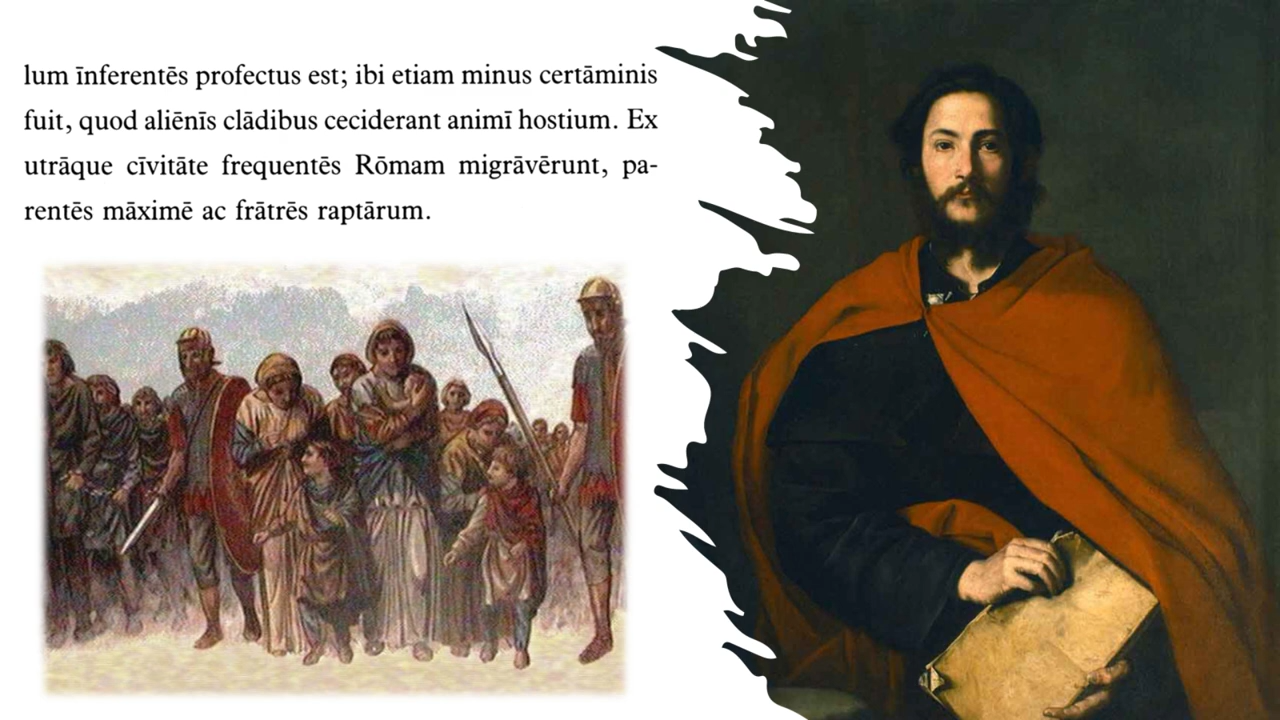 lum īnferentēs profectus est; ibi etiam minus certāminis
fuit, quod aliēnīs clādibus ceciderant animī hostium. Ex
utrāque cīvitāte frequentēs Rōmam migrāvērunt, pa-
rentēs māximē ac frātrēs raptārum.